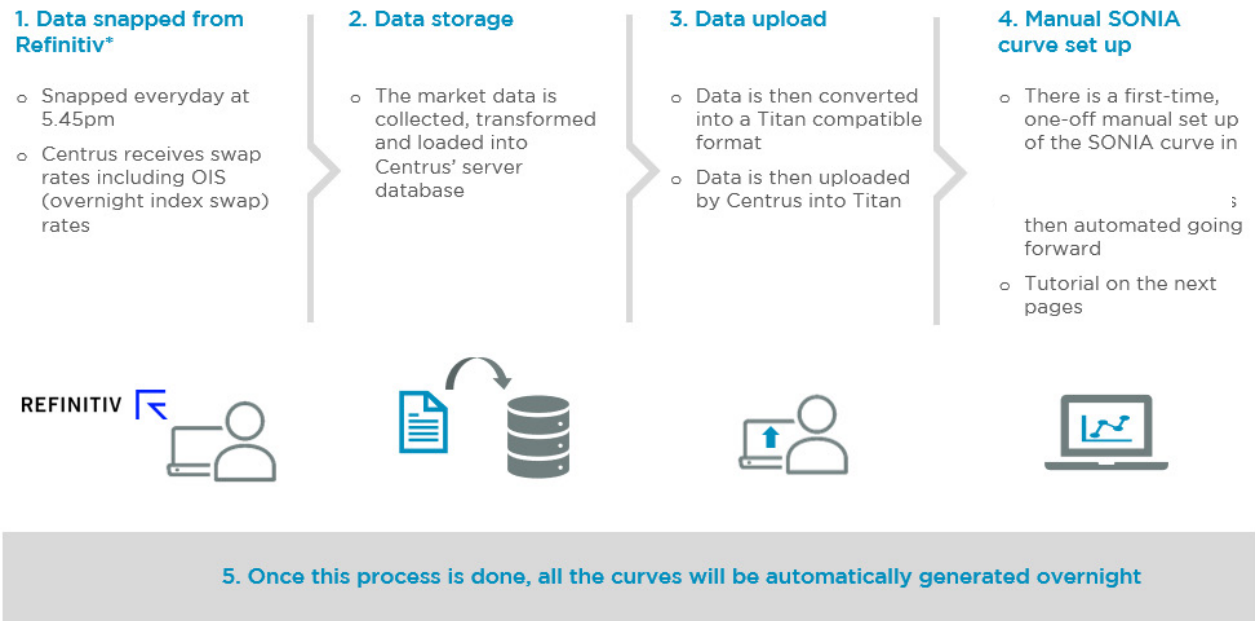 1. Data snapped from
Refinitiv*
o Snapped everyday at
5.45pm
o Centrus receives swap
rates including OIS
(overnight index swap)
rates
2. Data storage
o The market data is
collected, transformed
and loaded into
Centrus' server
database
3. Data upload
o Data is then converted
into a Titan compatible
format
o Data is then uploaded
by Centrus into Titan
4. Manual SONIA
curve set up
o There is a first-time,
one-off manual set up
of the SONIA curve in
then automated going
forward
o Tutorial on the next
pages
REFINITIV
5. Once this process is done, all the curves will be automatically generated overnight